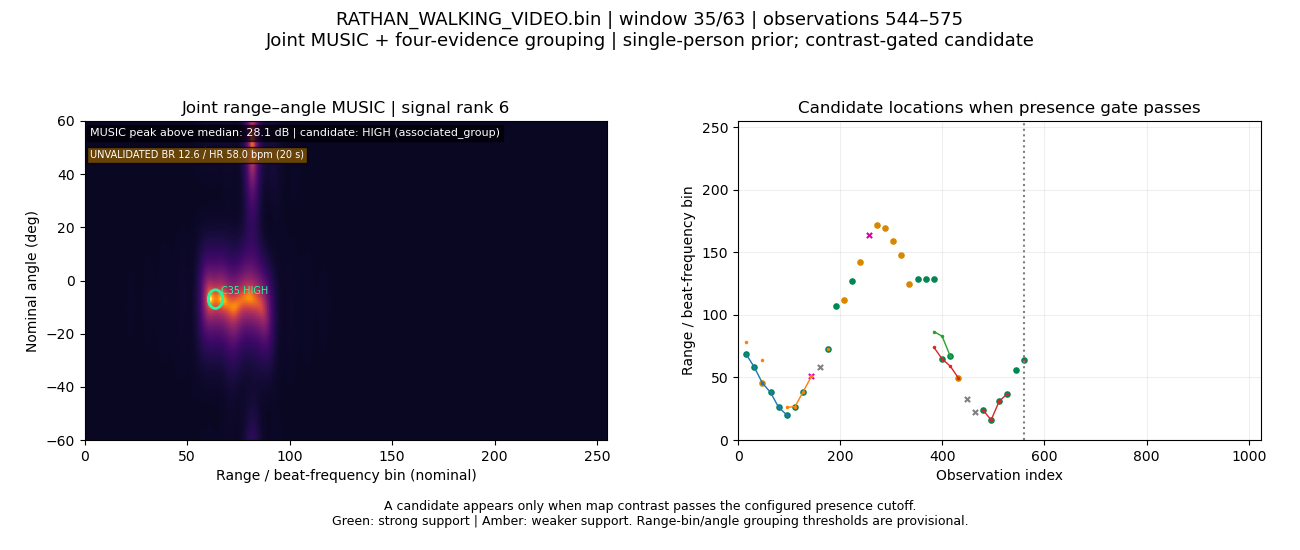 RATHAN_WALKING_VIDEO.bin | window 35/63 | observations 544–575
Joint MUSIC + four-evidence grouping | single-person prior; contrast-gated candidate
Joint range–angle MUSIC | signal rank 6
MUSIC peak above median: 28.1 dB | candidate: HIGH (associated_group)
UNVALIDATED BR 12.6 / HR 58.0 bpm (20 s)
C35 HIGH
Nominal angle (deg)
60
40
20
0
−20
−40
−60
0 50 100 150 200 250
Range / beat-frequency bin (nominal)
Candidate locations when presence gate passes
Range / beat-frequency bin
250
200
150
100
50
0
0 200 400 600 800 1000
Observation index
A candidate appears only when map contrast passes the configured presence cutoff.
Green: strong support | Amber: weaker support. Range-bin/angle grouping thresholds are provisional.